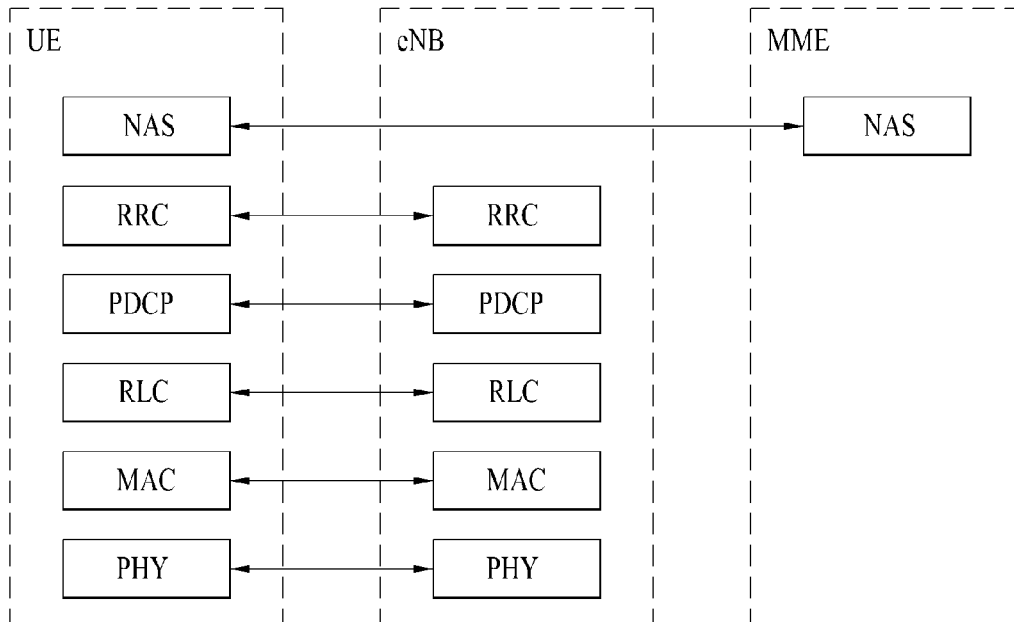 UE
eNB
MME
NAS
NAS
RRC
RRC
PDCP
PDCP
RLC
RLC
MAC
MAC
PHY
PHY